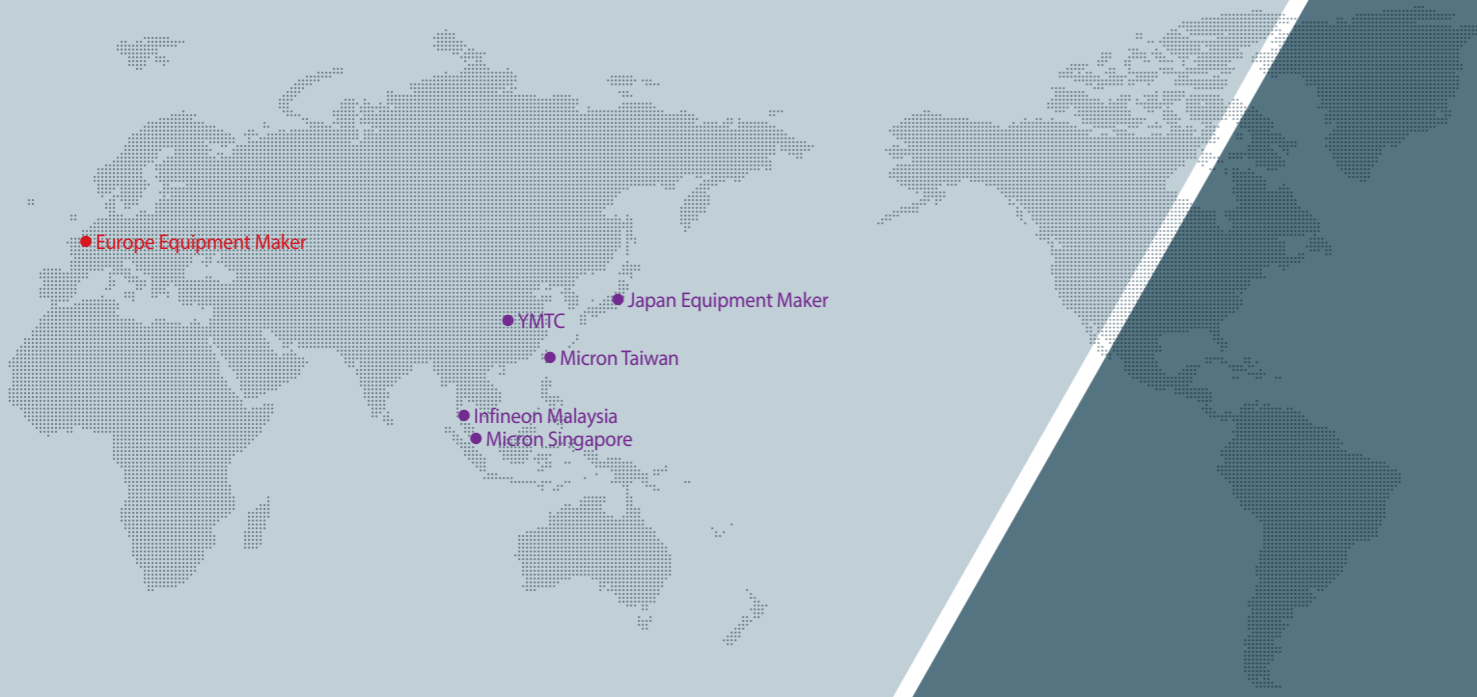 Europe Equipment Maker
Japan Equipment Maker
YMTC
Micron Taiwan
Infineon Malaysia
Micron Singapore